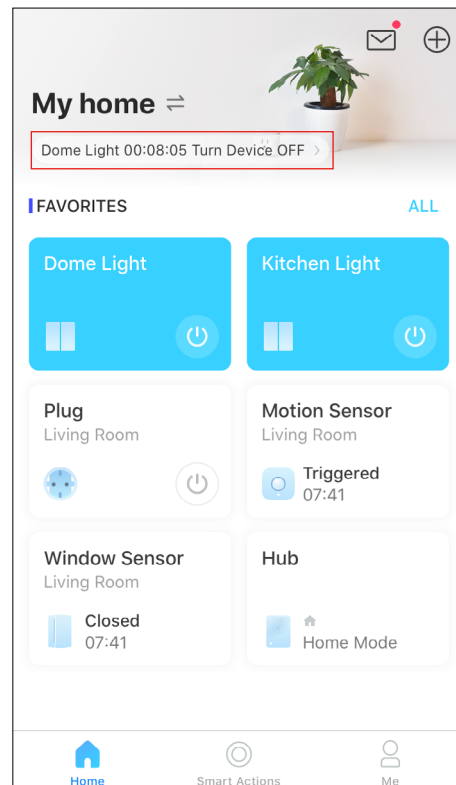 My home
Dome Light 00:08:05 Turn Device OFF
FAVORITES
ALL
Dome Light
Kitchen Light
Plug
Living Room
Motion Sensor
Living Room
Triggered
07:41
Window Sensor
Living Room
Closed
07:41
Hub
Home Mode
Home
Smart Actions
Me